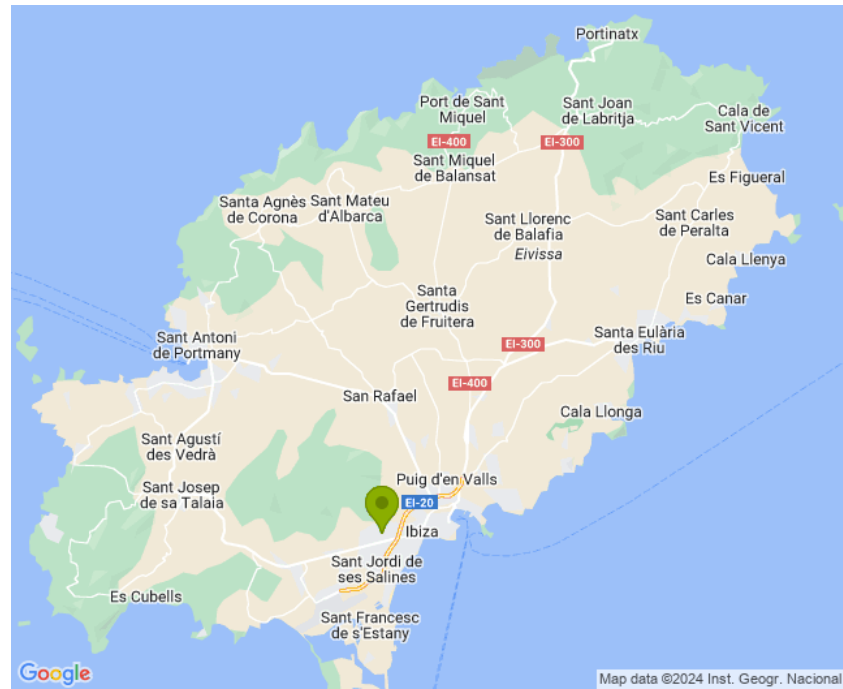 Portinatx
Port de Sant
Miquel
Sant Joan
de Labritja
Cala de
Sant Vicent
EI-400
EI-300
Sant Miquel
de Balansat
Es Figueral
Santa Agnès
de Corona
Sant Mateu
d'Albarca
Sant Llorenc
de Balafia
Eivissa
Sant Carles
de Peralta
Cala Llenya
Santa
Gertrudis
de Fruitera
Es Canar
Sant Antoni
de Portmany
Santa Eulària
des Riu
EI-300
EI-400
San Rafael
Cala Llonga
Sant Agustí
des Vedrà
Puig d'en Valls
Sant Josep
de sa Talaia
EI-20
Ibiza
Sant Jordi de
ses Salines
Es Cubells
Sant Francesc
de s'Estany
Google
Map data ©2024 Inst. Geogr. Nacional